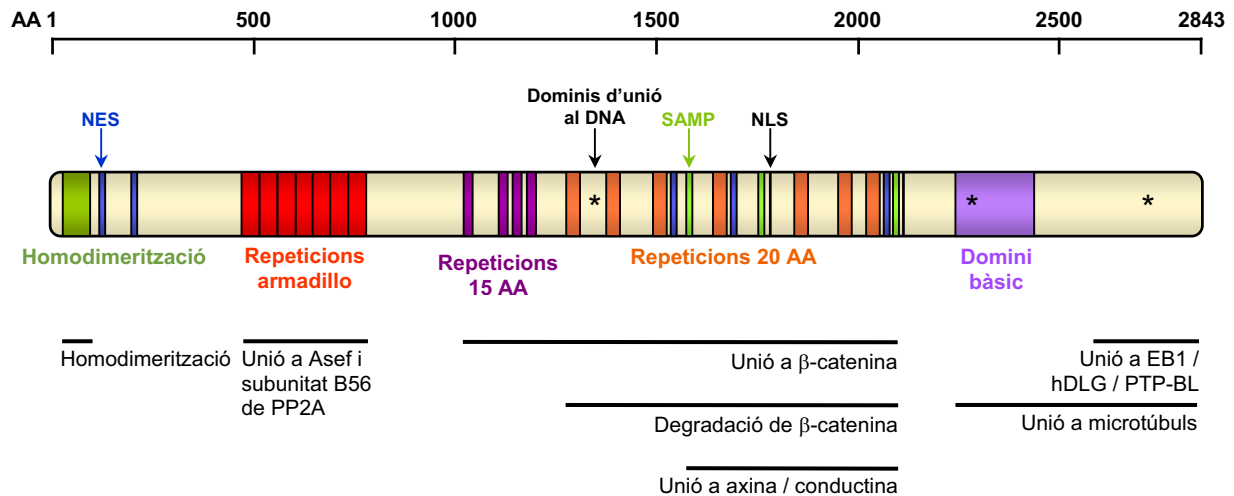 AA 1 500 1000 1500 2000 2500 2843
Dominis d'unió
al DNA
NES
SAMP
NLS
* * *
Homodimerització
Repeticions
armadillo
Repeticions
15 AA
Repeticions 20 AA
Domini
bàsic
Homodimerització
Unió a Asef i
subunitat B56
de PP2A
Unió a β-catenina
Unió a EB1 /
hDLG / PTP-BL
Degradació de β-catenina
Unió a microtúbuls
Unió a axina / conductina